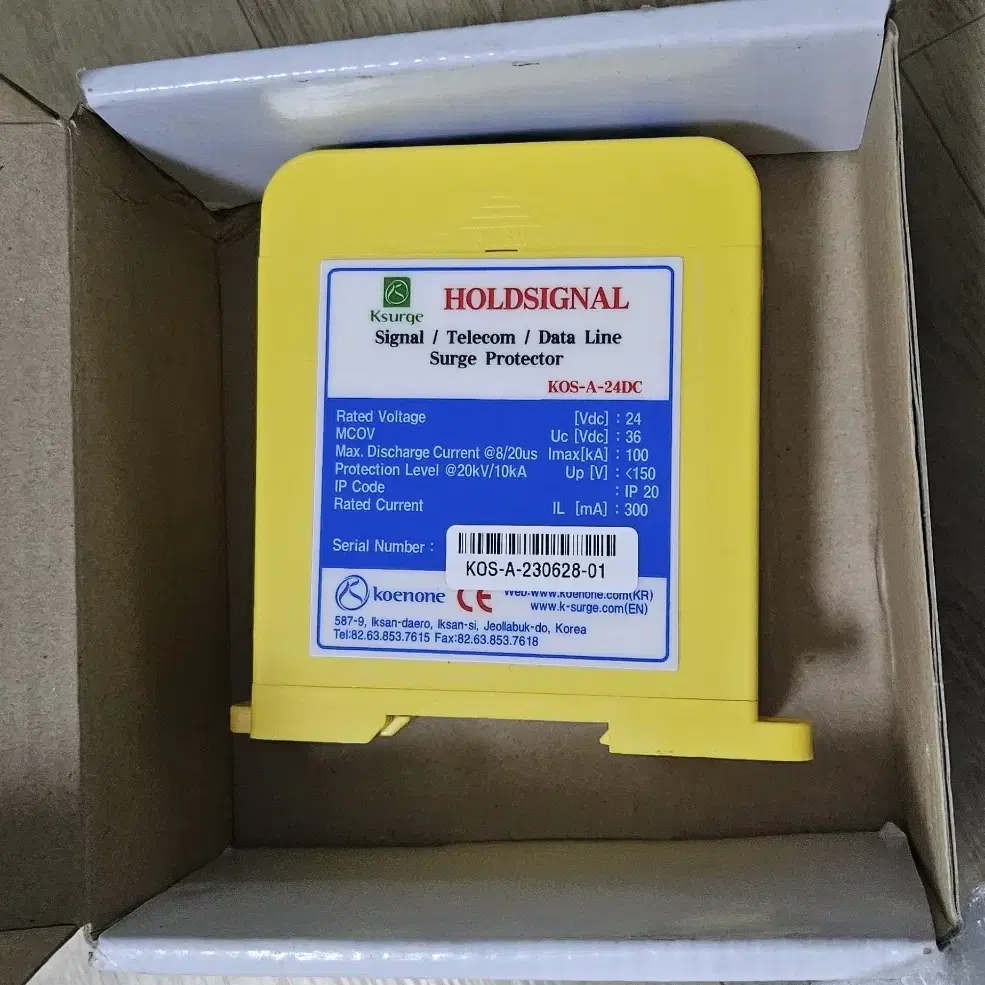 Ksurge
HOLDSIGNAL
Signal / Telecom / Data Line
Surge Protector
KOS-A-24DC
Rated Voltage [Vdc] : 24
MCOV Uc [Vdc] : 36
Max. Discharge Current @8/20us Imax[kA] : 100
Protection Level @20kV/10kA Up [V] : <150
IP Code : IP 20
Rated Current IL [mA] : 300
Serial Number :
KOS-A-230628-01
koenone CE Web-www.koenone.com(KR)
www.k-surge.com(EN)
587-9, Iksan-daero, Iksan-si, Jeollabuk-do, Korea
Tel:82.63.853.7615 Fax:82.63.853.7618